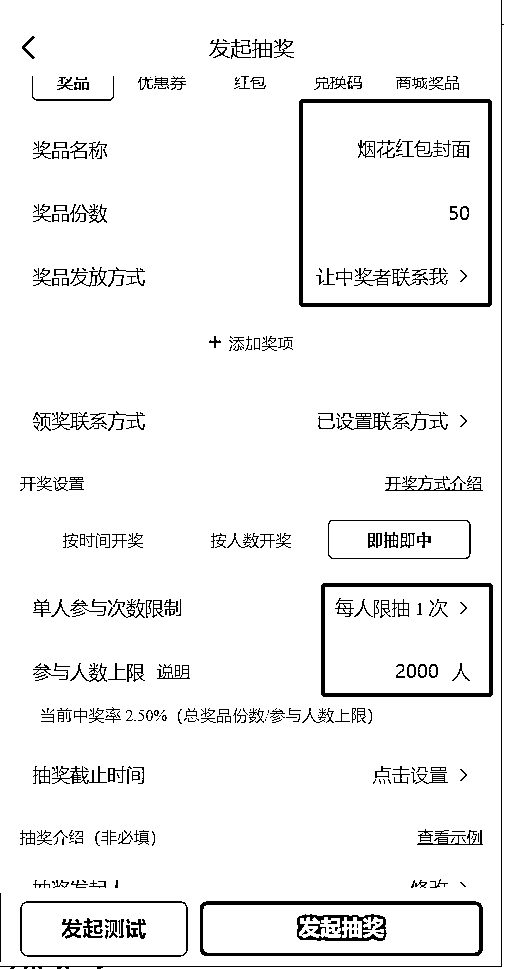 发起抽奖
奖品 优惠券 红包 兑换码 商城奖品
奖品名称 烟花红包封面
奖品份数 50
奖品发放方式 让中奖者联系我 >
+ 添加奖项
领奖联系方式 已设置联系方式 >
开奖设置 开奖方式介绍
按时间开奖 按人数开奖 即抽即中
单人参与次数限制 每人限抽 1 次 >
参与人数上限 说明 2000 人
当前中奖率 2.50%（总奖品份数/参与人数上限）
抽奖截止时间 点击设置 >
抽奖介绍（非必填） 查看示例
抽奖发起人 修改
发起测试 发起抽奖